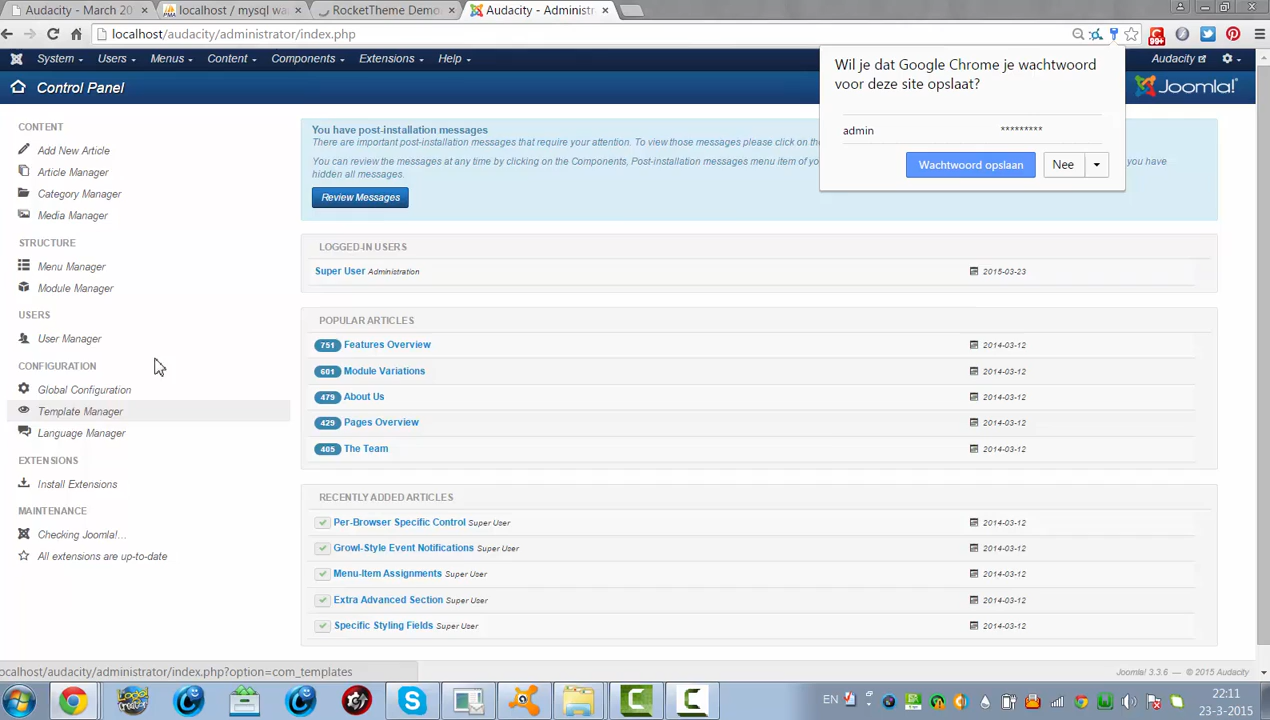 Audacity - March 20
localhost / mysql wa
RocketTheme Demo
Audacity - Administr
localhost/audacity/administrator/index.php
99+
System Users Menus Content Components Extensions Help
Audacity
Control Panel
Joomla!
Wil je dat Google Chrome je wachtwoord
voor deze site opslaat?
admin *********
Wachtwoord opslaan Nee
CONTENT
Add New Article
Article Manager
Category Manager
Media Manager
STRUCTURE
Menu Manager
Module Manager
USERS
User Manager
CONFIGURATION
Global Configuration
Template Manager
Language Manager
EXTENSIONS
Install Extensions
MAINTENANCE
Checking Joomla!...
All extensions are up-to-date
You have post-installation messages
There are important post-installation messages that require your attention. To view those messages please click on the
You can review the messages at any time by clicking on the Components, Post-installation messages menu item of you have
hidden all messages.
Review Messages
LOGGED-IN USERS
Super User Administration 2015-03-23
POPULAR ARTICLES
751 Features Overview 2014-03-12
601 Module Variations 2014-03-12
479 About Us 2014-03-12
429 Pages Overview 2014-03-12
405 The Team 2014-03-12
RECENTLY ADDED ARTICLES
Per-Browser Specific Control Super User 2014-03-12
Growl-Style Event Notifications Super User 2014-03-12
Menu-Item Assignments Super User 2014-03-12
Extra Advanced Section Super User 2014-03-12
Specific Styling Fields Super User 2014-03-12
ocalhost/audacity/administrator/index.php?option=com_templates
Joomla! 3.3.6 — © 2015 Audacity
EN
22:11
23-3-2015